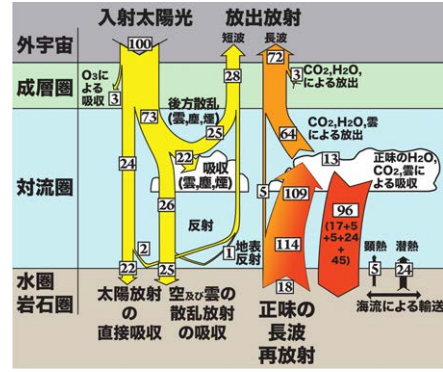 入射太陽光
放出放射
外宇宙
100
短波
長波
72
成層圏
O3に
よる
吸収
3
28
3
CO2,H2O,
による放出
73
後方散乱
(雲,塵,煙)
25
64
CO2,H2O,雲
による放出
対流圏
24
22
吸収
(雲,塵,煙)
13
正味のH2O,
CO2,雲に
よる吸収
26
5
109
96
(17+5
+5+24
+
45)
反射
2
1
地表
反射
114
顕熱
潜熱
水圏
岩石圏
22
25
18
5
24
海流による輸送
太陽放射
の
直接吸収
空及び雲の
散乱放射
の吸収
正味の
長波
再放射